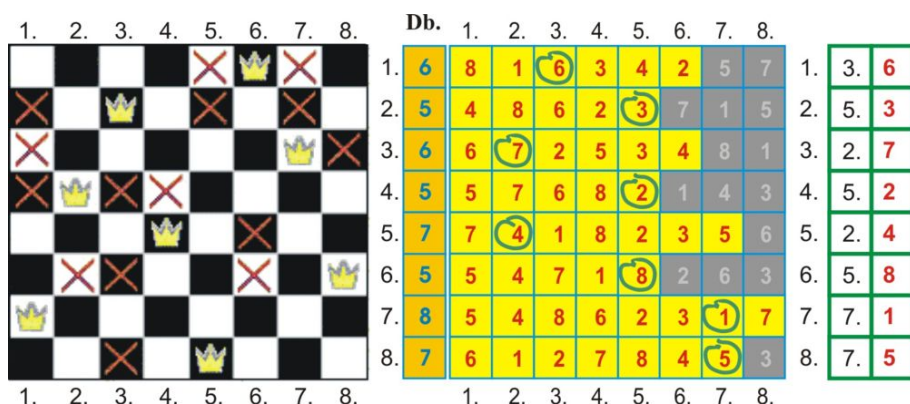 1. 2. 3. 4. 5. 6. 7. 8. Db. 1. 2. 3. 4. 5. 6. 7. 8.
1. 6 8 1 6 3 4 2 5 7 1. 3. 6
2. 5 4 8 6 2 3 7 1 5 2. 5. 3
3. 6 6 7 2 5 3 4 8 1 3. 2. 7
4. 5 5 7 6 8 2 1 4 3 4. 5. 2
5. 7 7 4 1 8 2 3 5 6 5. 2. 4
6. 5 5 4 7 1 8 2 6 3 6. 5. 8
7. 8 5 4 8 6 2 3 1 7 7. 7. 1
8. 7 6 1 2 7 8 4 5 3 8. 7. 5
1. 2. 3. 4. 5. 6. 7. 8. 1. 2. 3. 4. 5. 6. 7. 8.